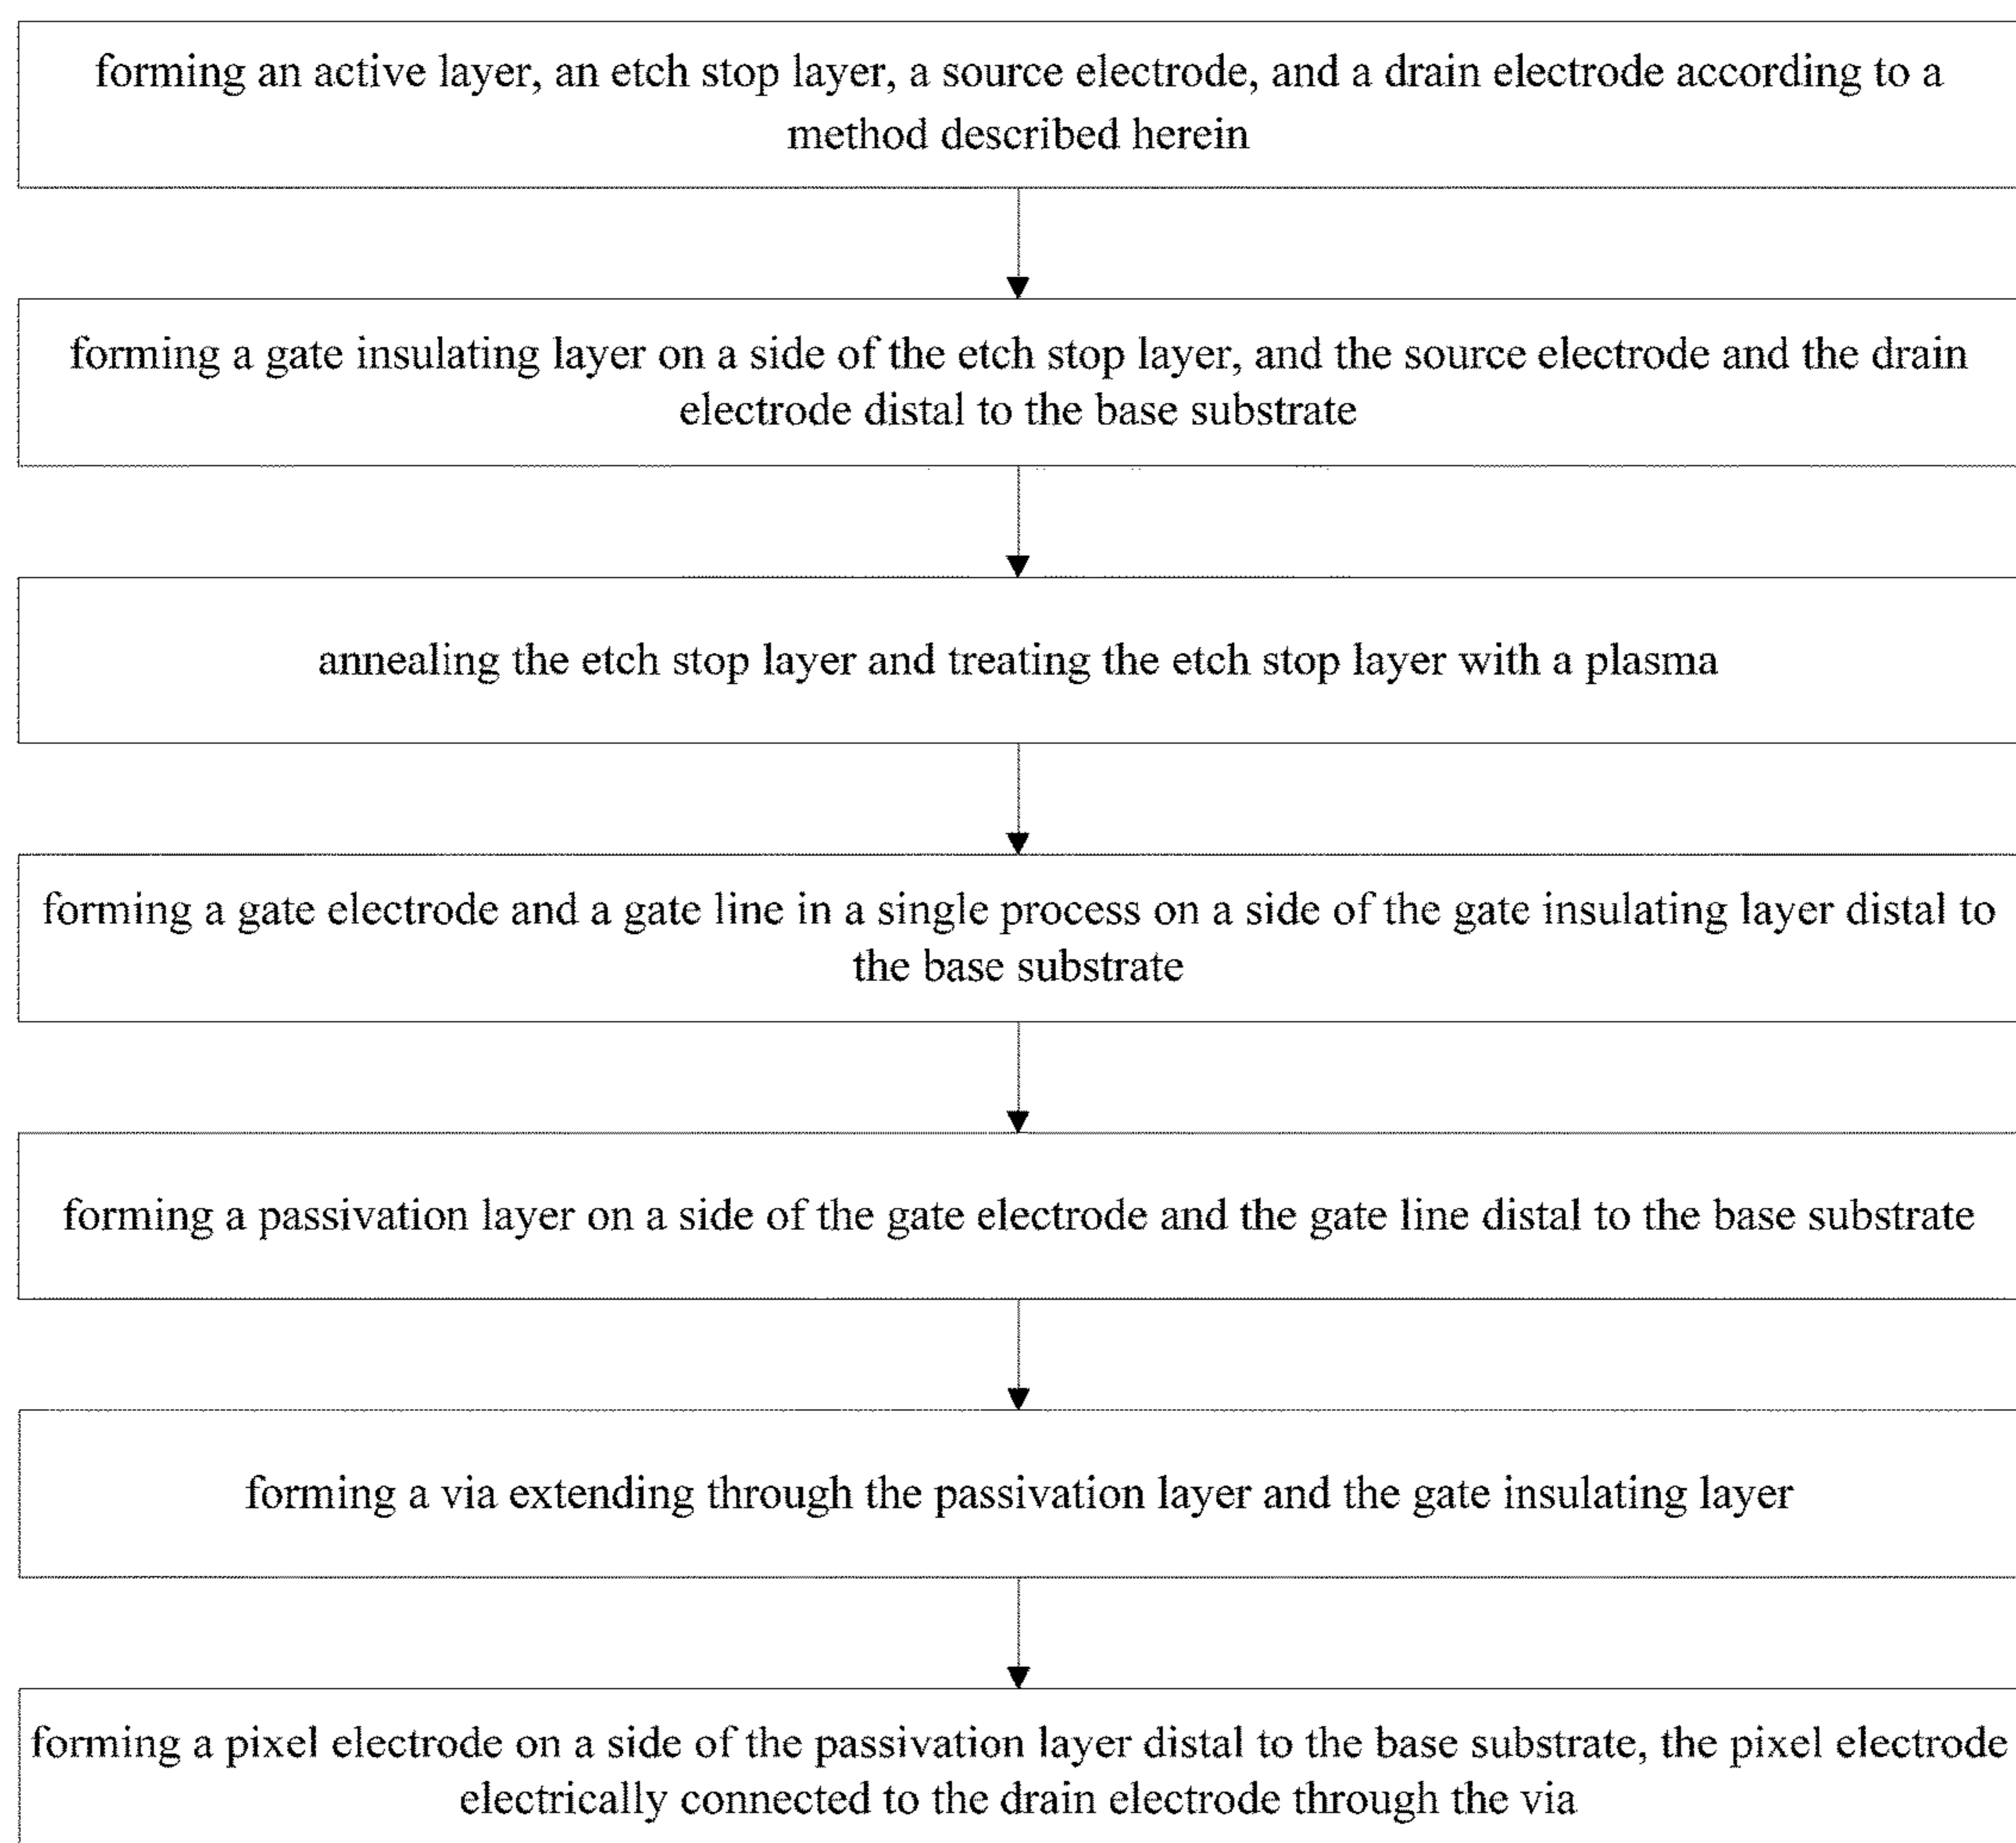 forming an active layer, an etch stop layer, a source electrode, and a drain electrode according to a
method described herein
forming a gate insulating layer on a side of the etch stop layer, and the source electrode and the drain
electrode distal to the base substrate
annealing the etch stop layer and treating the etch stop layer with a plasma
forming a gate electrode and a gate line in a single process on a side of the gate insulating layer distal to
the base substrate
forming a passivation layer on a side of the gate electrode and the gate line distal to the base substrate
forming a via extending through the passivation layer and the gate insulating layer
forming a pixel electrode on a side of the passivation layer distal to the base substrate, the pixel electrode
electrically connected to the drain electrode through the via